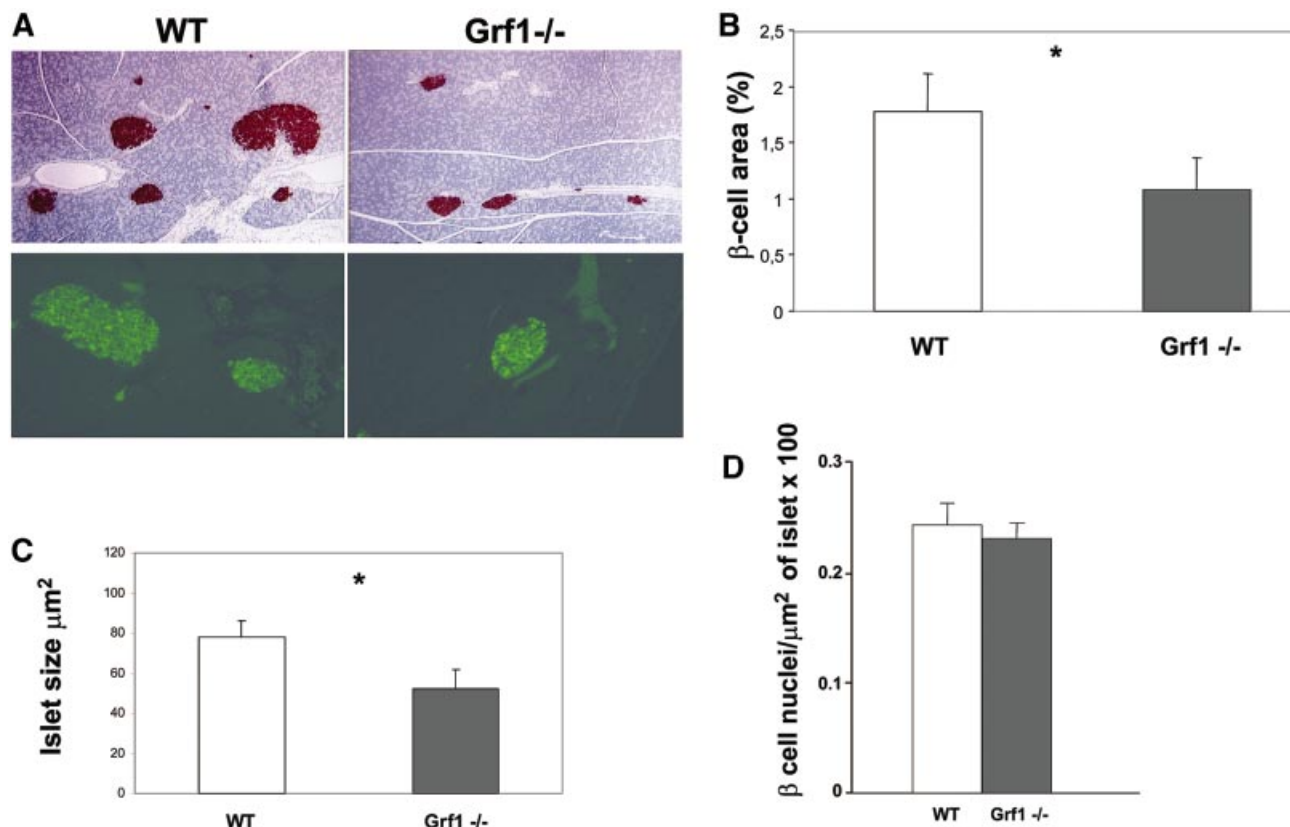 A
WT
Grf1-/-
B
β-cell area (%)
2,5
*
2
1,5
1
0,5
0
WT
Grf1 -/-
C
Islet size μm²
120
*
100
80
60
40
20
0
WT
Grf1 -/-
D
β cell nuclei/μm² of islet x 100
0.3
0.2
0.1
0
WT
Grf1 -/-